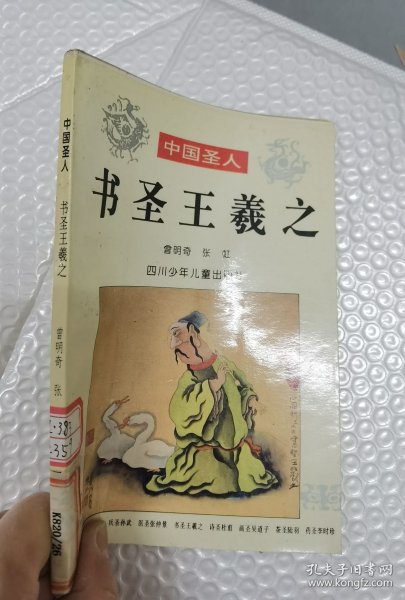 中国圣人
书圣王羲之
曾明奇 张 虹
四川少年儿童出版社
兵圣孙武 医圣张仲景 书圣王羲之 诗圣杜甫 画圣吴道子 茶圣陆羽 药圣李时珍
中国圣人
书圣王羲之
曾明奇 张
K820/26
孔夫子旧书网
www.kongfz.com